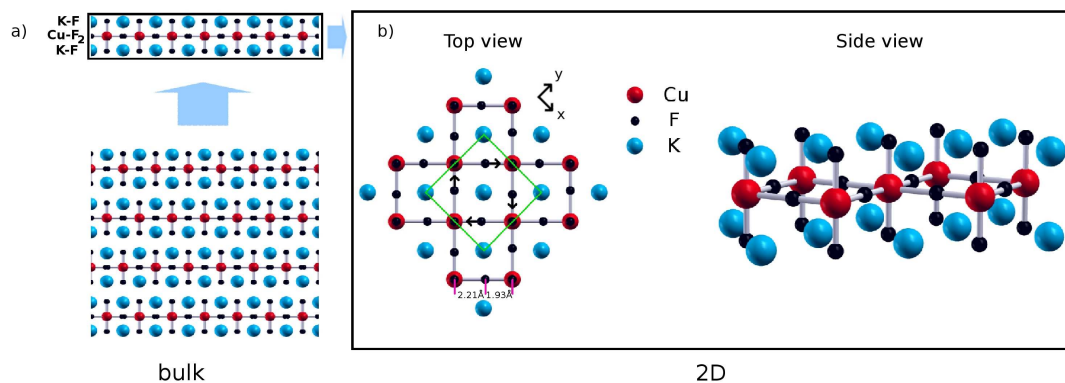 a)
K-F
Cu-F2
K-F
bulk
b)
Top view
Side view
y
x
Cu
F
K
2.21Å 1.93Å
2D